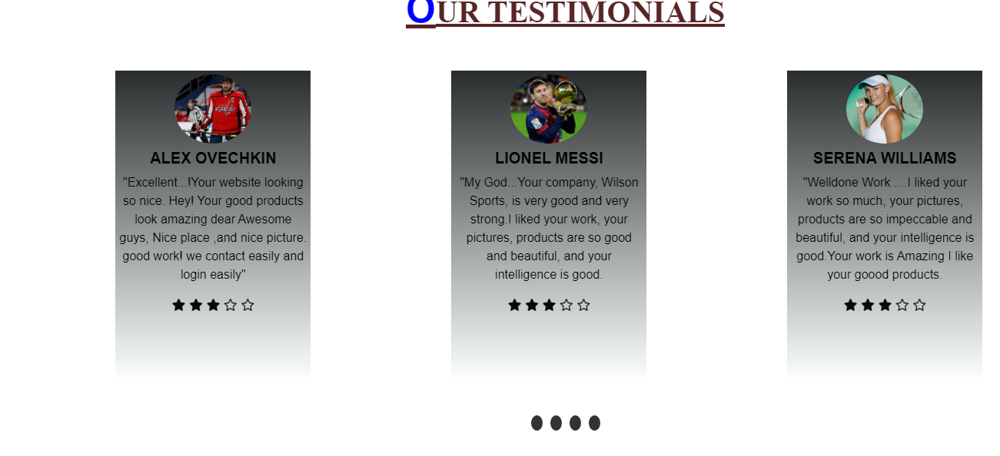 OUR TESTIMONIALS
ALEX OVECHKIN
"Excellent...!Your website looking
so nice. Hey! Your good products
look amazing dear Awesome
guys, Nice place ,and nice picture.
good work! we contact easily and
login easily"
LIONEL MESSI
"My God...Your company, Wilson
Sports, is very good and very
strong.I liked your work, your
pictures, products are so good
and beautiful, and your
intelligence is good.
SERENA WILLIAMS
"Welldone Work ....I liked your
work so much, your pictures,
products are so impeccable and
beautiful, and your intelligence is
good.Your work is Amazing I like
your goood products.